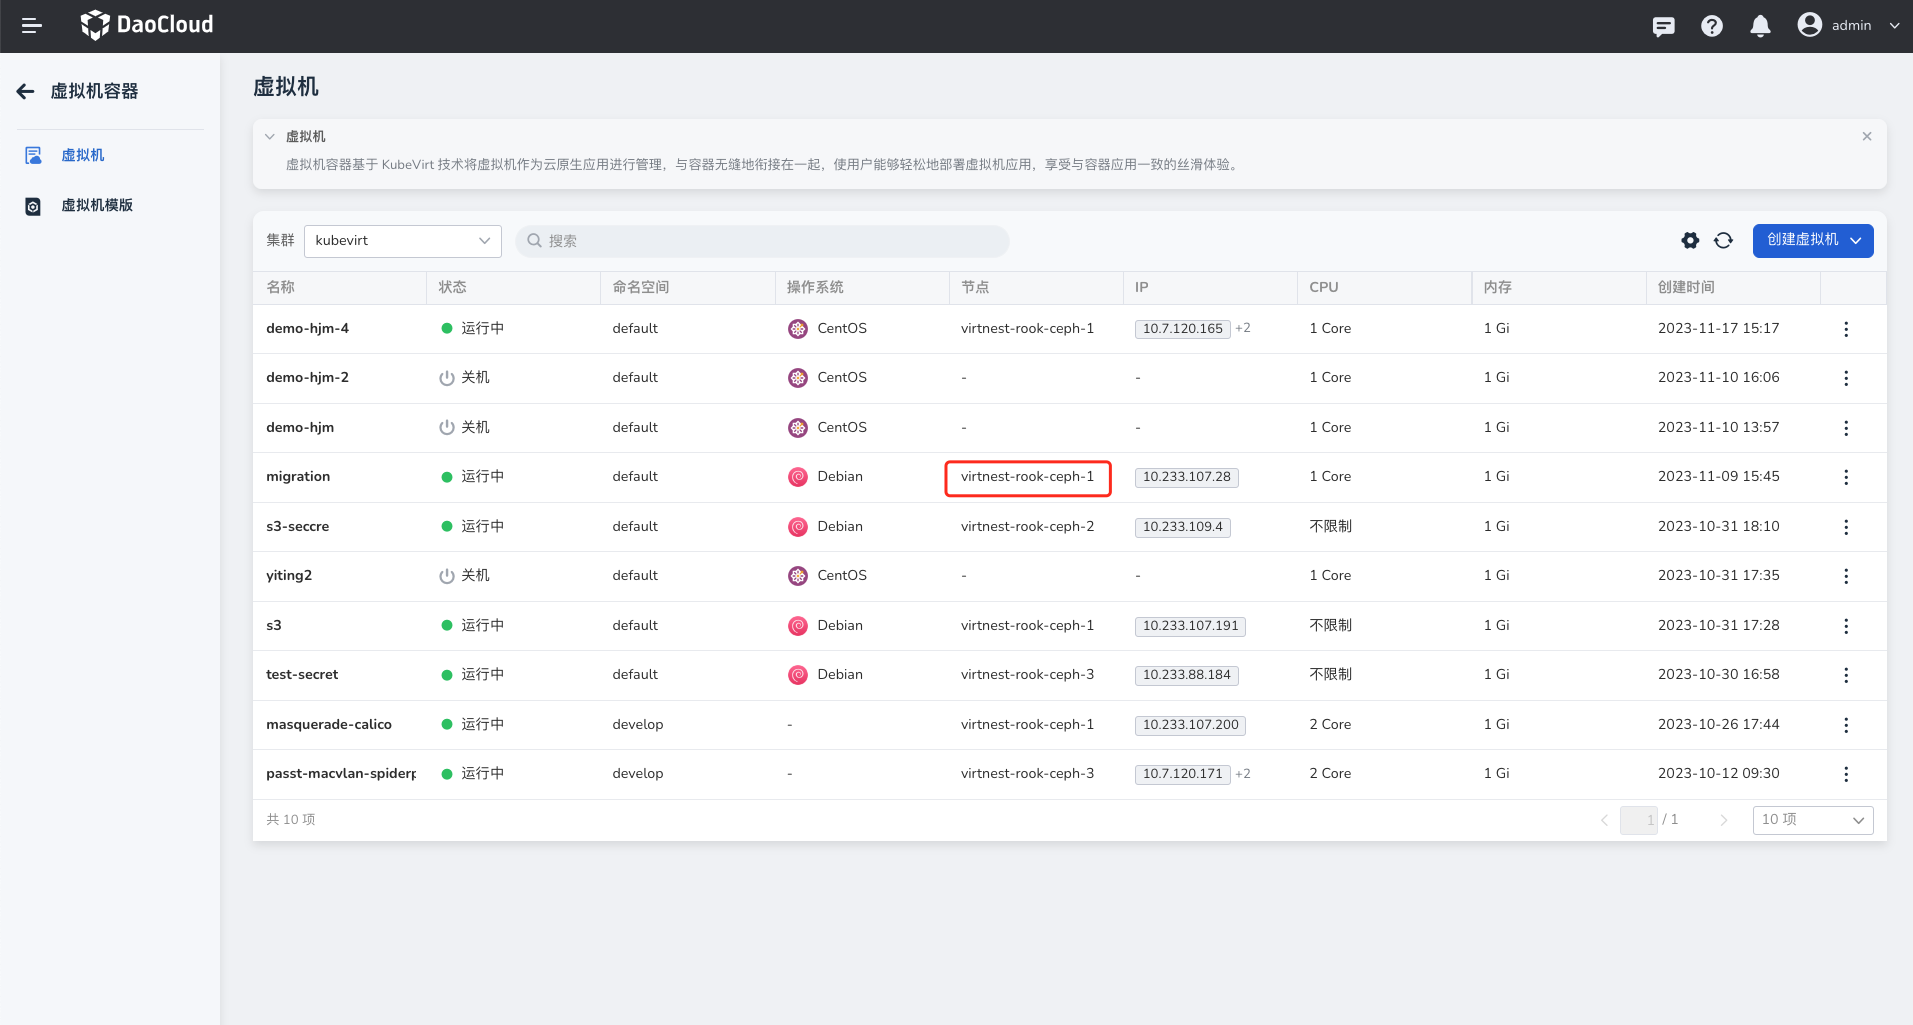 DaoCloud
admin
虚拟机容器
虚拟机
虚拟机模版
虚拟机
虚拟机
虚拟机容器基于 KubeVirt 技术将虚拟机作为云原生应用进行管理，与容器无缝地衔接在一起，使用户能够轻松地部署虚拟机应用，享受与容器应用一致的丝滑体验。
集群 kubevirt 搜索 创建虚拟机
名称 状态 命名空间 操作系统 节点 IP CPU 内存 创建时间
demo-hjm-4 运行中 default CentOS virtnest-rook-ceph-1 10.7.120.165 +2 1 Core 1 Gi 2023-11-17 15:17
demo-hjm-2 关机 default CentOS - - 1 Core 1 Gi 2023-11-10 16:06
demo-hjm 关机 default CentOS - - 1 Core 1 Gi 2023-11-10 13:57
migration 运行中 default Debian virtnest-rook-ceph-1 10.233.107.28 1 Core 1 Gi 2023-11-09 15:45
s3-seccre 运行中 default Debian virtnest-rook-ceph-2 10.233.109.4 不限制 1 Gi 2023-10-31 18:10
yiting2 关机 default CentOS - - 1 Core 1 Gi 2023-10-31 17:35
s3 运行中 default Debian virtnest-rook-ceph-1 10.233.107.191 不限制 1 Gi 2023-10-31 17:28
test-secret 运行中 default Debian virtnest-rook-ceph-3 10.233.88.184 不限制 1 Gi 2023-10-30 16:58
masquerade-calico 运行中 develop - virtnest-rook-ceph-1 10.233.107.200 2 Core 1 Gi 2023-10-26 17:44
passt-macvlan-spiderp 运行中 develop - virtnest-rook-ceph-3 10.7.120.171 +2 2 Core 1 Gi 2023-10-12 09:30
共 10 项 1 / 1 10 项